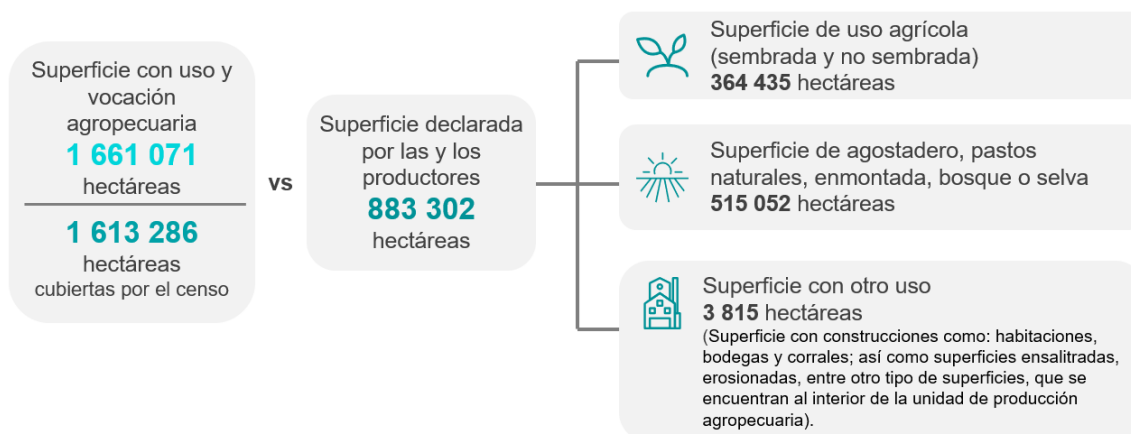 Superficie con uso y
vocación
agropecuaria
1 661 071
hectáreas
1 613 286
hectáreas
cubiertas por el censo
vs
Superficie declarada
por las y los
productores
883 302
hectáreas
Superficie de uso agrícola
(sembrada y no sembrada)
364 435 hectáreas
Superficie de agostadero, pastos
naturales, enmontada, bosque o selva
515 052 hectáreas
Superficie con otro uso
3 815 hectáreas
(Superficie con construcciones como: habitaciones,
bodegas y corrales; así como superficies ensalitradas,
erosionadas, entre otro tipo de superficies, que se
encuentran al interior de la unidad de producción
agropecuaria).